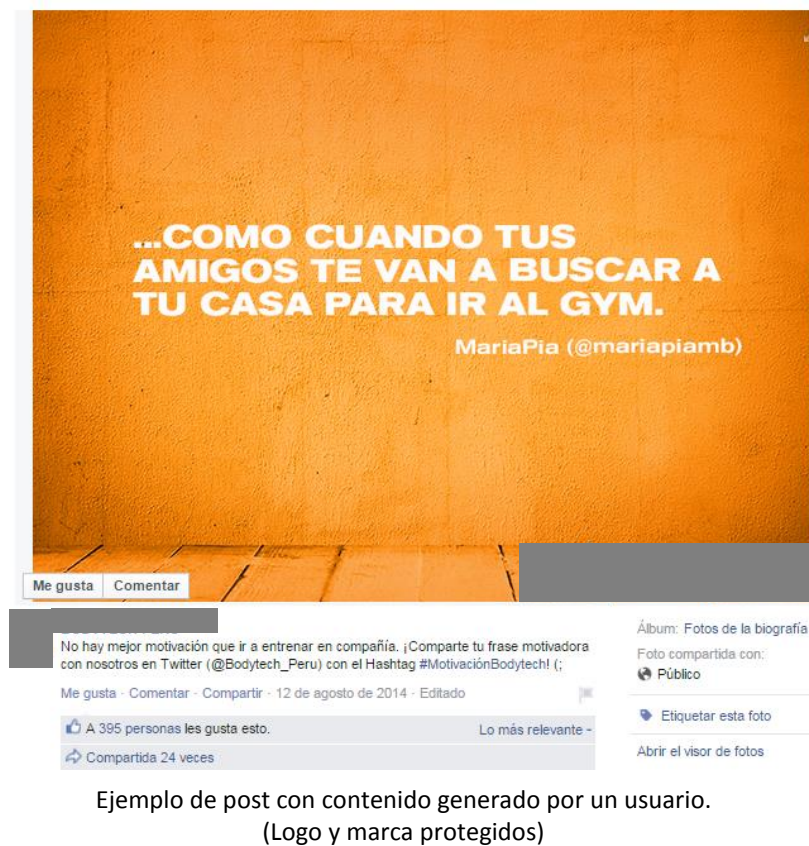 ...COMO CUANDO TUS
AMIGOS TE VAN A BUSCAR A
TU CASA PARA IR AL GYM.
MariaPia (@mariapiamb)
Me gusta
Comentar
No hay mejor motivación que ir a entrenar en compañía. ¡Comparte tu frase motivadora
con nosotros en Twitter (@Bodytech_Peru) con el Hashtag #MotivaciónBodytech! (;
Me gusta · Comentar · Compartir · 12 de agosto de 2014 · Editado
A 395 personas les gusta esto.
Lo más relevante
Compartida 24 veces
Álbum: Fotos de la biografía
Foto compartida con:
Público
Etiquetar esta foto
Abrir el visor de fotos
Ejemplo de post con contenido generado por un usuario.
(Logo y marca protegidos)